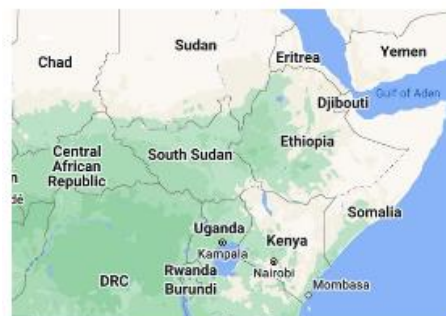 Sudan
Yemen
Eritrea
Chad
Gulf of Aden
Djibouti
Ethiopia
Central
African
Republic
South Sudan
n
dé
Somalia
Uganda
Kampala
Kenya
Nairobi
Rwanda
Burundi
DRC
Mombasa